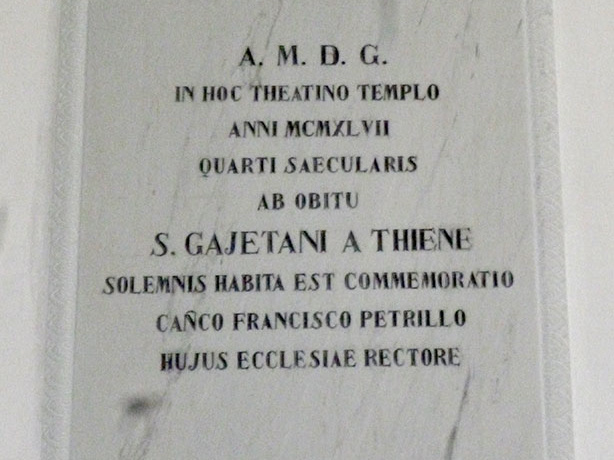 A. M. D. G.
IN HOC THEATINO TEMPLO
ANNI MCMXLVII
QUARTI SAECULARIS
AB OBITU
S. GAJETANI A THIENE
SOLEMNIS HABITA EST COMMEMORATIO
CAÑCO FRANCISCO PETRILLO
HUJUS ECCLESIAE RECTORE